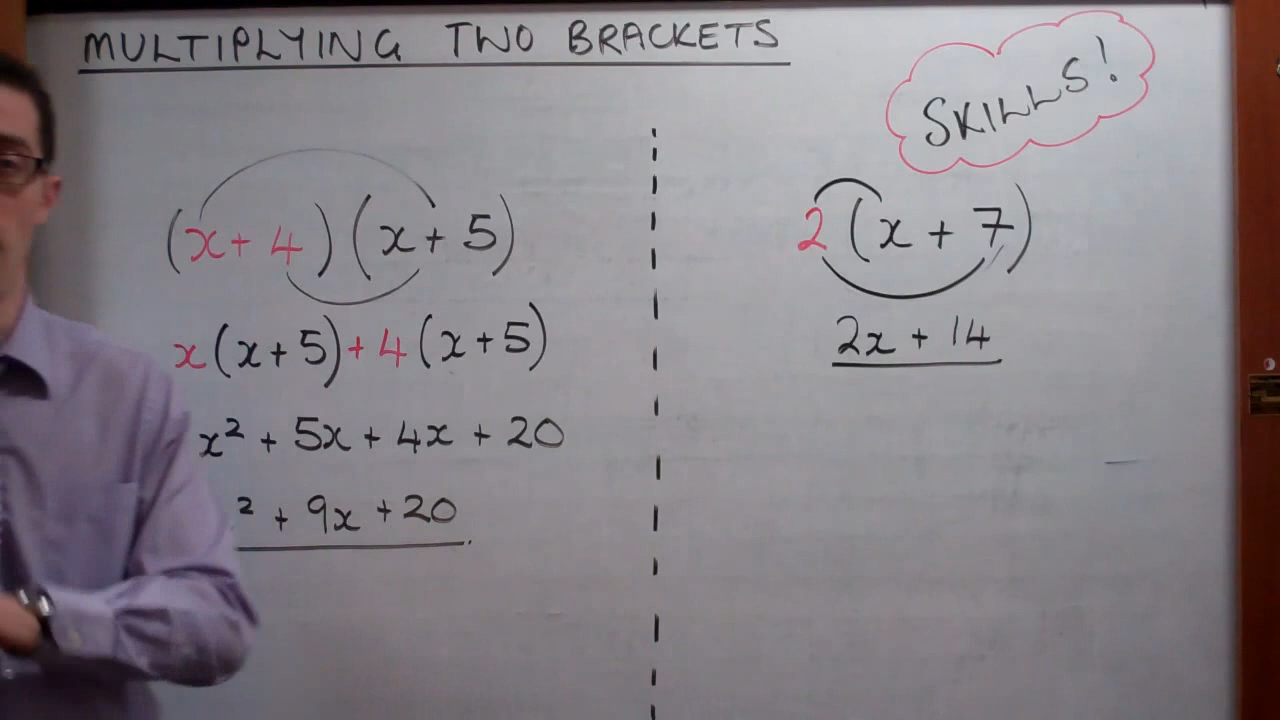 MULTIPLYING TWO BRACKETS
SKILLS!
(x + 4)(x + 5)
x(x + 5) + 4(x + 5)
x² + 5x + 4x + 20
² + 9x + 20
2(x + 7)
2x + 14